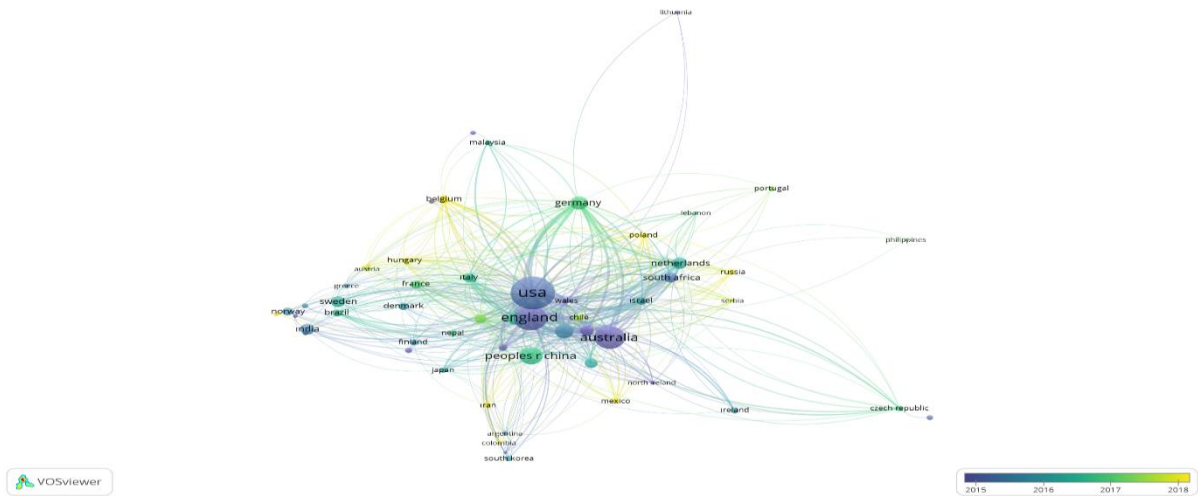 lithuania
malaysia
portugal
belgium
germany
lebanon
poland
philippines
hungary
netherlands
austria
russia
italy
south africa
greece
france
usa
wales
israel
serbia
sweden
denmark
norway
brazil
england
chile
india
nepal
australia
finland
peoples r china
japan
north ireland
iran
mexico
ireland
czech republic
argentina
colombia
south korea
VOSviewer
2015 2016 2017 2018